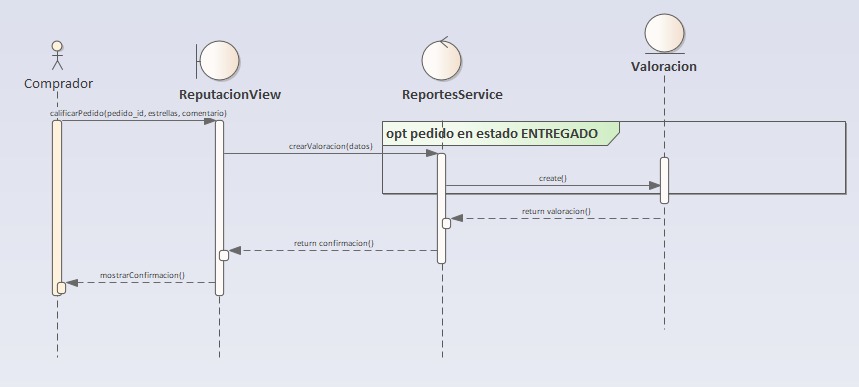 Comprador
ReputacionView
ReportesService
Valoracion
calificarPedido(pedido_id, estrellas, comentario)
opt pedido en estado ENTREGADO
crearValoracion(datos)
create()
return valoracion()
return confirmacion()
mostrarConfirmacion()